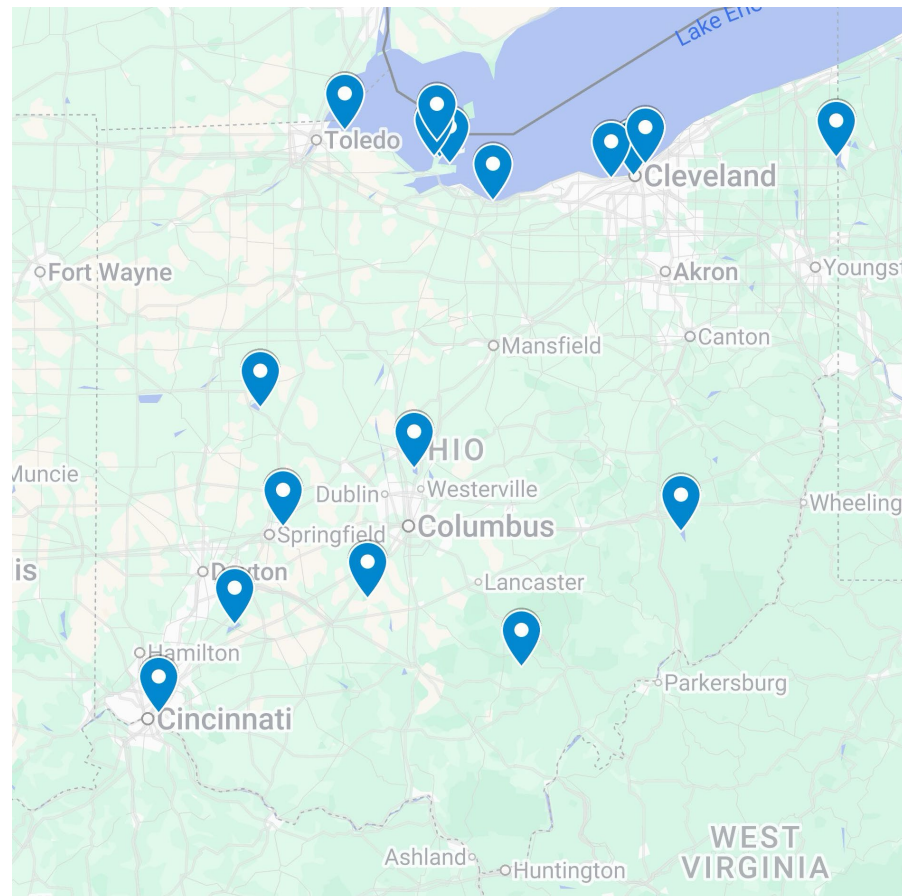 Lake Erie
Toledo
Cleveland
Fort Wayne
Akron
Youngst
Mansfield
Canton
HIO
Muncie
Dublin
Westerville
Wheeling
Springfield
Columbus
is
Dayton
Lancaster
Hamilton
Parkersburg
Cincinnati
WEST
VIRGINIA
Ashland
Huntington